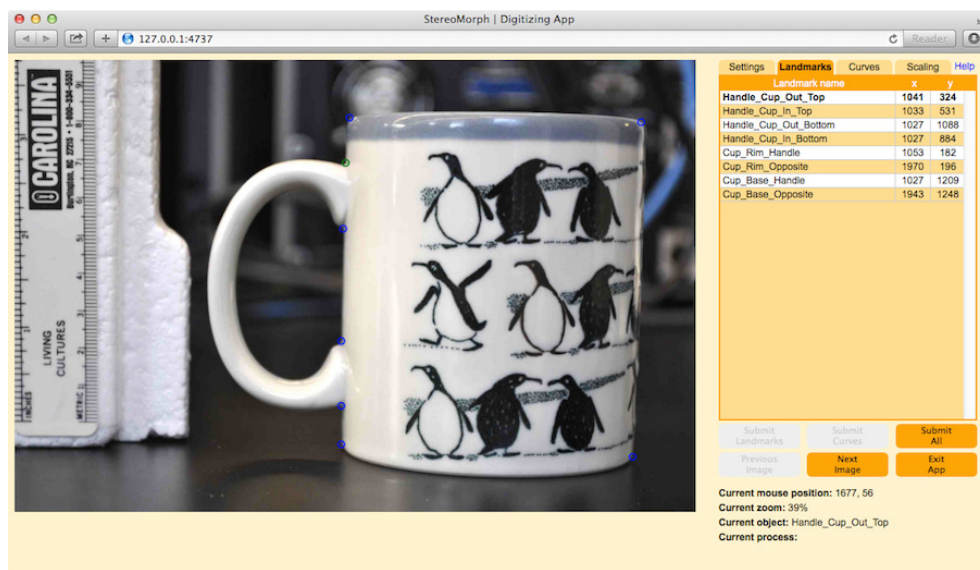 StereoMorph | Digitizing App
127.0.0.1:4737
Reader
Settings Landmarks Curves Scaling Help
Landmark name x y
Handle_Cup_Out_Top 1041 324
Handle_Cup_In_Top 1033 531
Handle_Cup_Out_Bottom 1027 1088
Handle_Cup_In_Bottom 1027 884
Cup_Rim_Handle 1053 182
Cup_Rim_Opposite 1970 196
Cup_Base_Handle 1027 1209
Cup_Base_Opposite 1943 1248
Submit Landmarks
Submit Curves
Submit All
Previous Image
Next Image
Exit App
Current mouse position: 1677, 56
Current zoom: 39%
Current object: Handle_Cup_Out_Top
Current process:
CAROLINA
LIVING
CULTURES
INCHES
METRIC